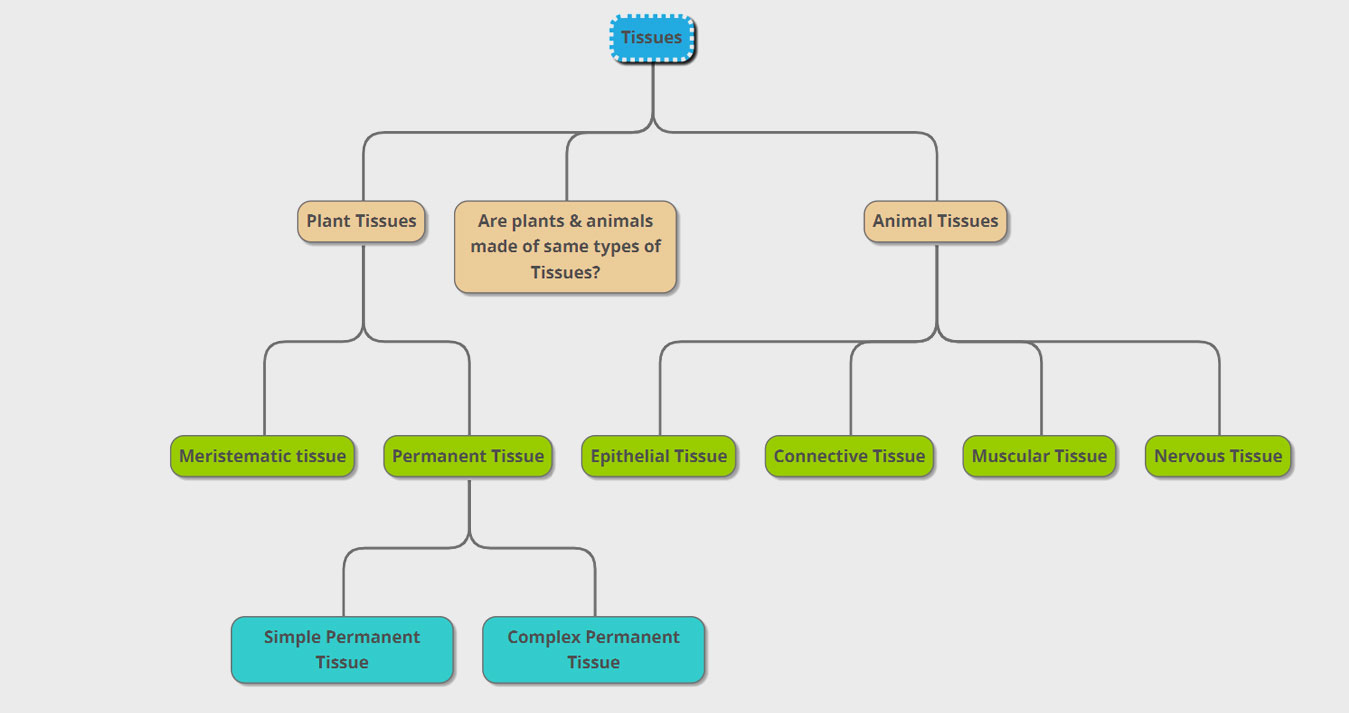 Tissues
Plant Tissues
Are plants & animals
made of same types of
Tissues?
Animal Tissues
Meristematic tissue
Permanent Tissue
Epithelial Tissue
Connective Tissue
Muscular Tissue
Nervous Tissue
Simple Permanent
Tissue
Complex Permanent
Tissue